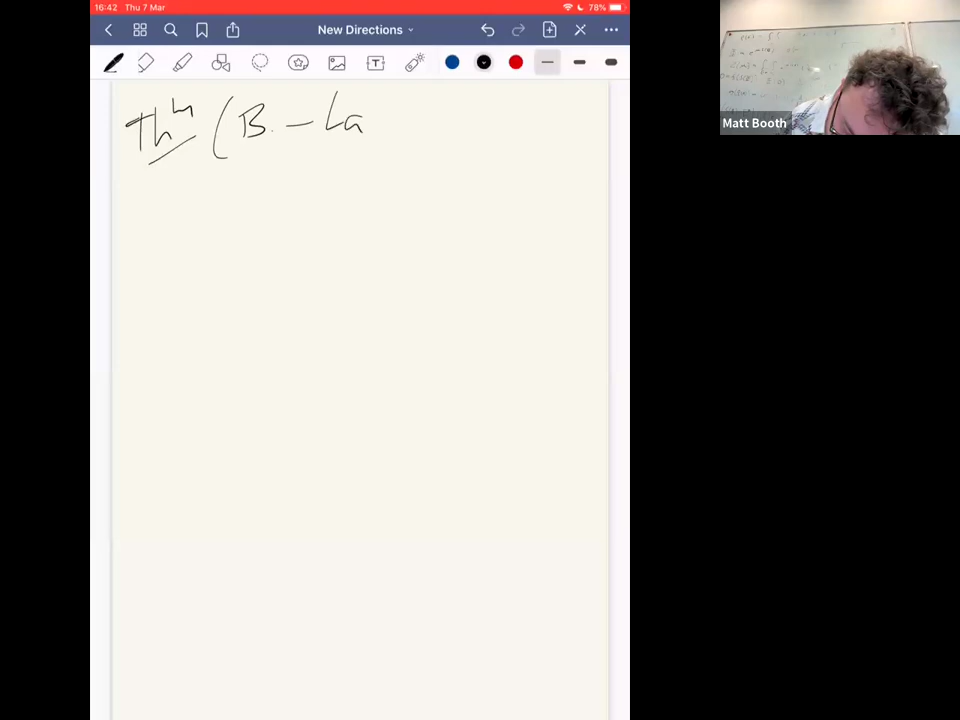 16:42 Thu 7 Mar
78%
New Directions
Thm (B. – La
Matt Booth